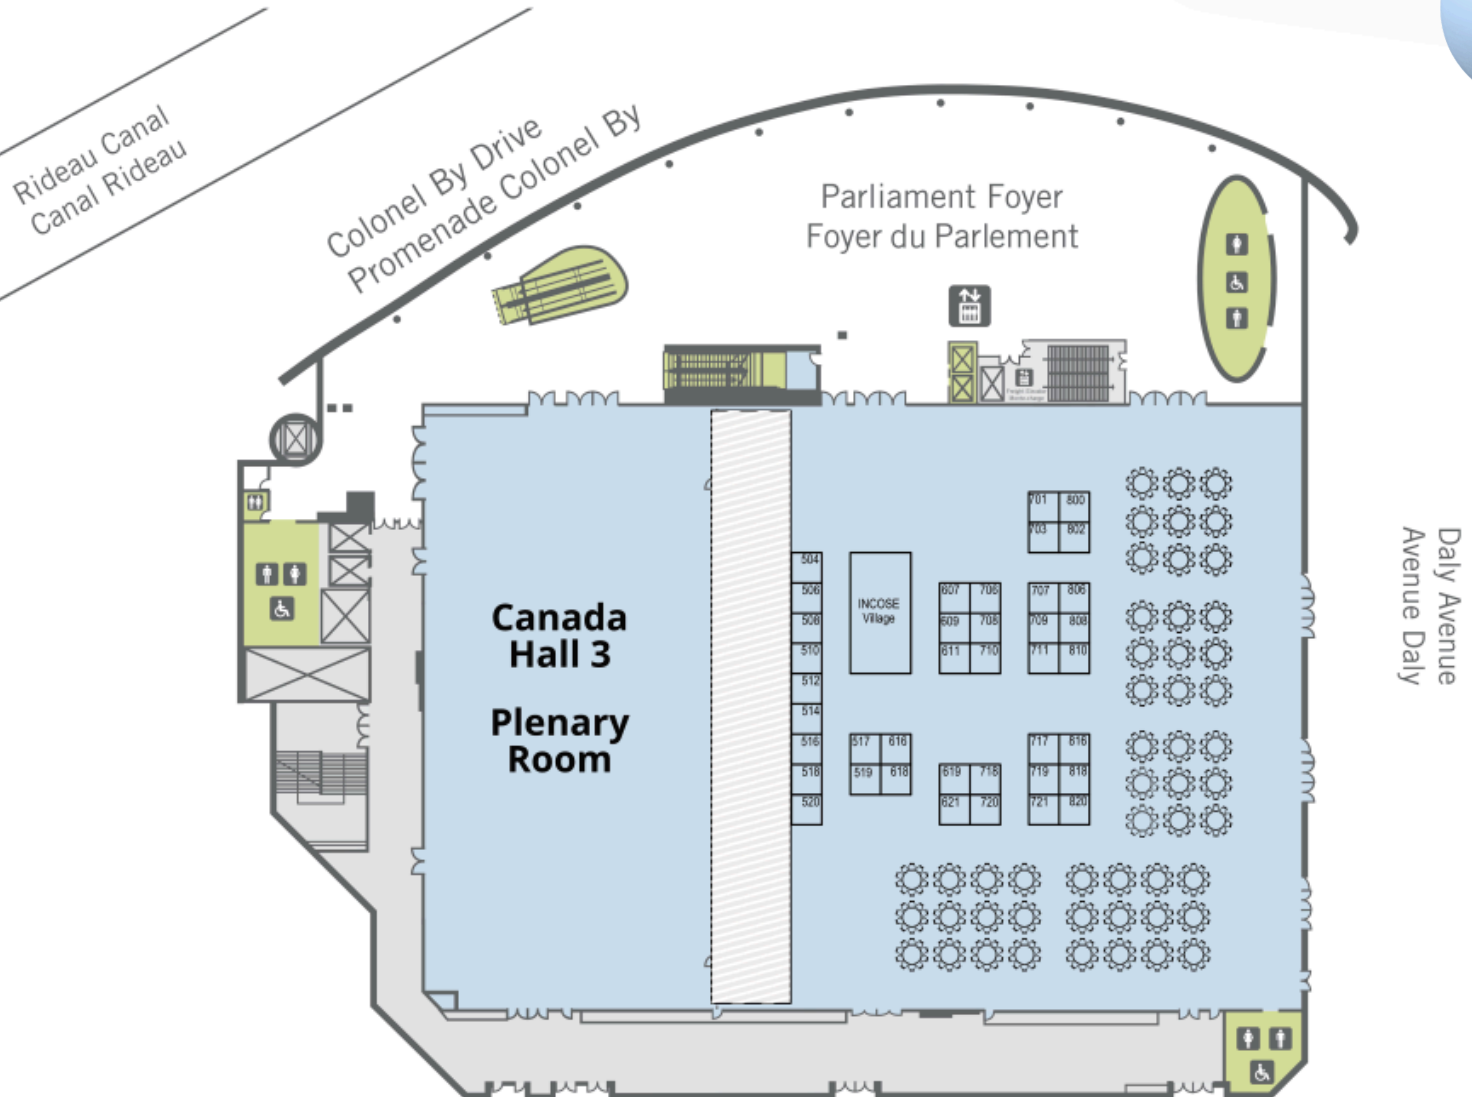 Rideau Canal
Canal Rideau
Colonel By Drive
Promenade Colonel By
Parliament Foyer
Foyer du Parlement
Daly Avenue
Avenue Daly
Canada
Hall 3
Plenary
Room
INCOSE
Village
504
506
508
510
512
514
516
518
520
517 616
519 618
607 706
609 708
611 710
619 718
621 720
701 800
703 802
707 806
709 808
711 810
717 816
719 818
721 820